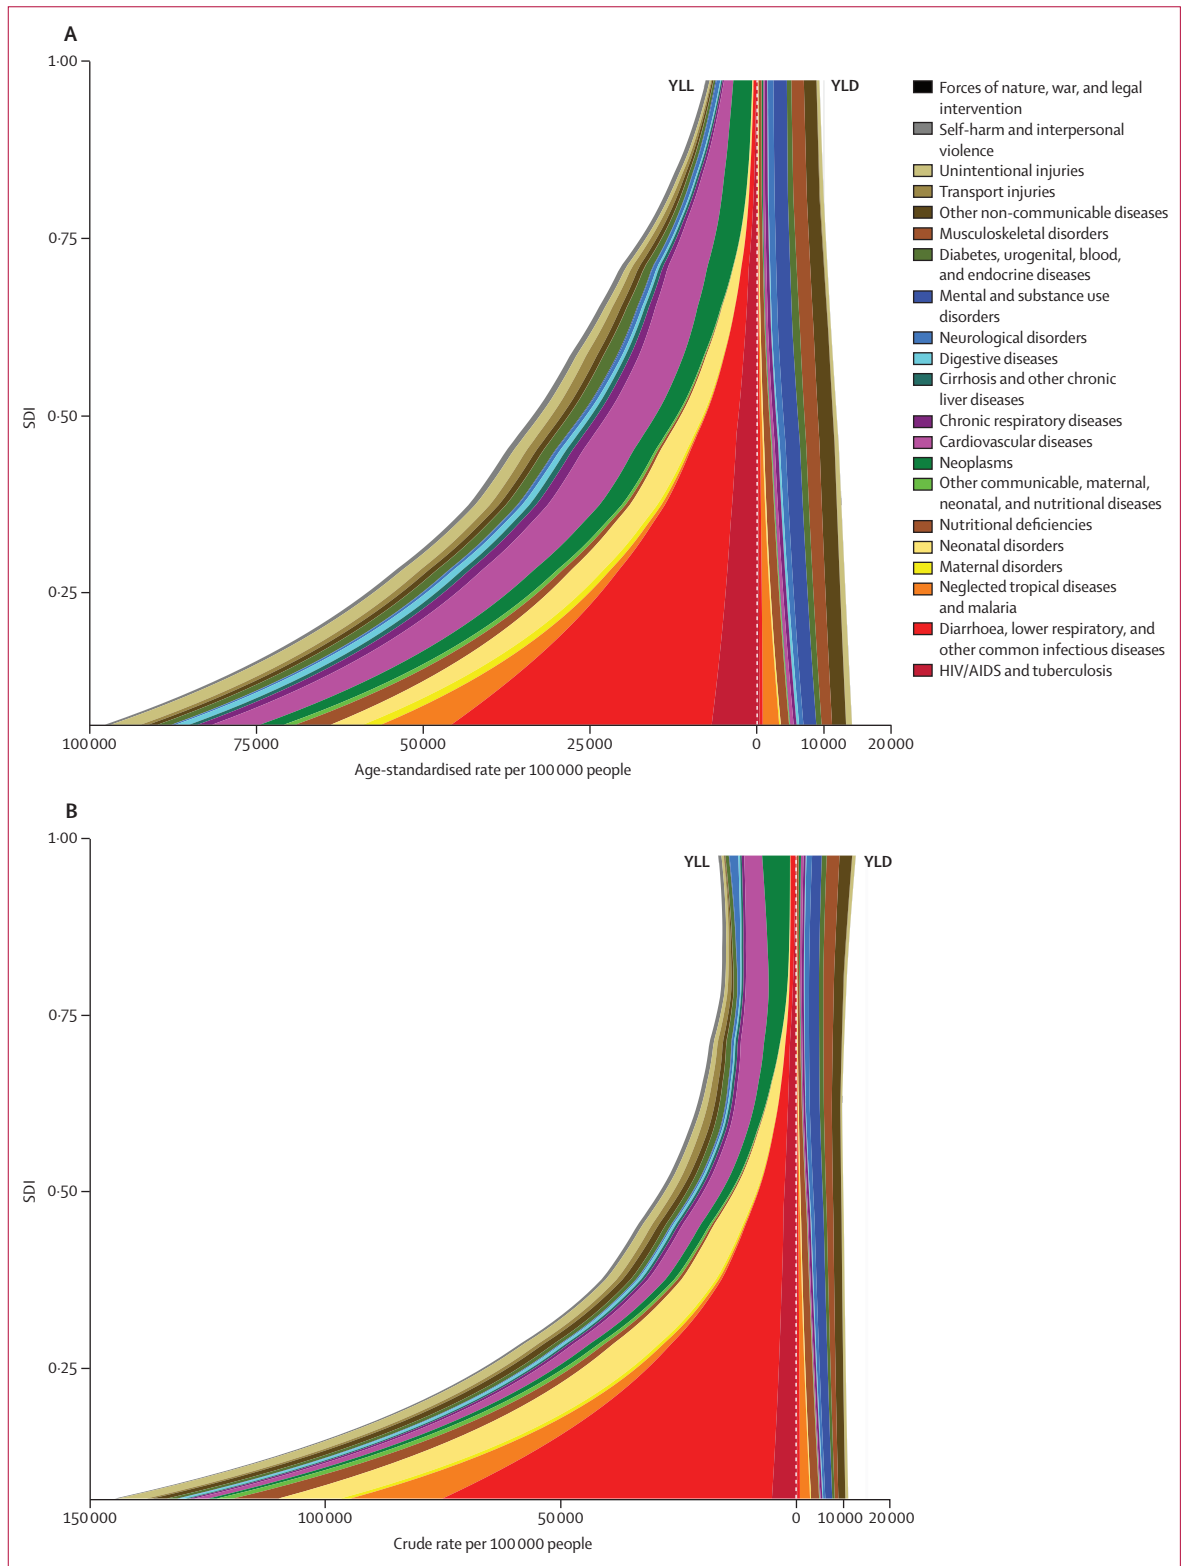 A
1·00
0·75
0·50
0·25
SDI
YLL
YLD
100 000
75 000
50 000
25 000
0
10 000
20 000
Age-standardised rate per 100 000 people
Forces of nature, war, and legal
intervention
Self-harm and interpersonal
violence
Unintentional injuries
Transport injuries
Other non-communicable diseases
Musculoskeletal disorders
Diabetes, urogenital, blood,
and endocrine diseases
Mental and substance use
disorders
Neurological disorders
Digestive diseases
Cirrhosis and other chronic
liver diseases
Chronic respiratory diseases
Cardiovascular diseases
Neoplasms
Other communicable, maternal,
neonatal, and nutritional diseases
Nutritional deficiencies
Neonatal disorders
Maternal disorders
Neglected tropical diseases
and malaria
Diarrhoea, lower respiratory, and
other common infectious diseases
HIV/AIDS and tuberculosis
B
1·00
0·75
0·50
0·25
SDI
YLL
YLD
150 000
100 000
50 000
0
10 000
20 000
Crude rate per 100 000 people